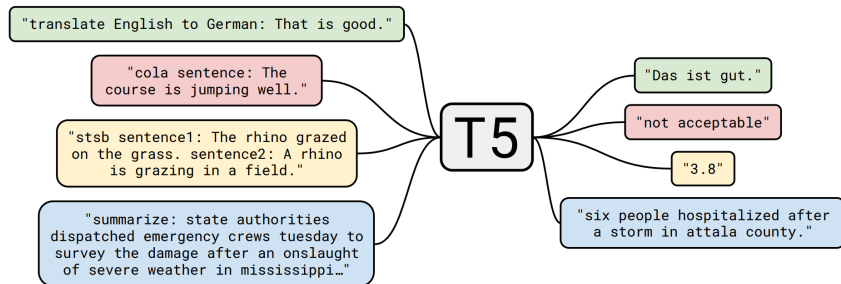 "translate English to German: That is good."
"cola sentence: The
course is jumping well."
"stsb sentence1: The rhino grazed
on the grass. sentence2: A rhino
is grazing in a field."
"summarize: state authorities
dispatched emergency crews tuesday to
survey the damage after an onslaught
of severe weather in mississippi…"
T5
"Das ist gut."
"not acceptable"
"3.8"
"six people hospitalized after
a storm in attala county."